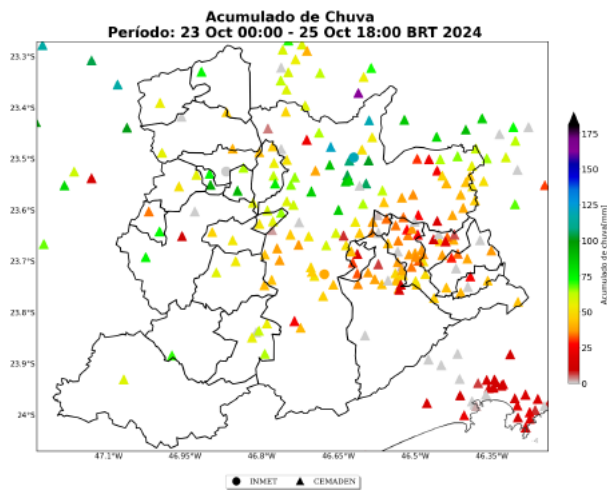 Acumulado de Chuva
Período: 23 Oct 00:00 - 25 Oct 18:00 BRT 2024
23.3°S
23.4°S
23.5°S
23.6°S
23.7°S
23.8°S
23.9°S
24°S
47.1°W
46.95°W
46.8°W
46.65°W
46.5°W
46.35°W
175
150
125
100
75
50
25
0
Acumulado de chuva(mm)
INMET
CEMADEN